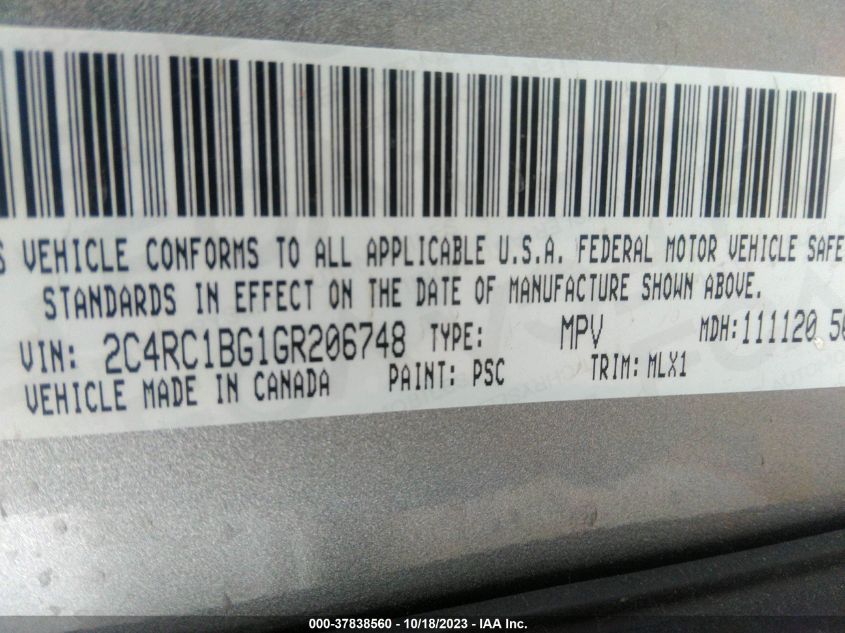 VEHICLE CONFORMS TO ALL APPLICABLE U.S.A. FEDERAL MOTOR VEHICLE SAFE
STANDARDS IN EFFECT ON THE DATE OF MANUFACTURE SHOWN ABOVE.
VIN: 2C4RC1BG1GR206748 TYPE: MPV MDH:111120 50
VEHICLE MADE IN CANADA PAINT: PSC TRIM: MLX1
000-37838560 - 10/18/2023 - IAA Inc.